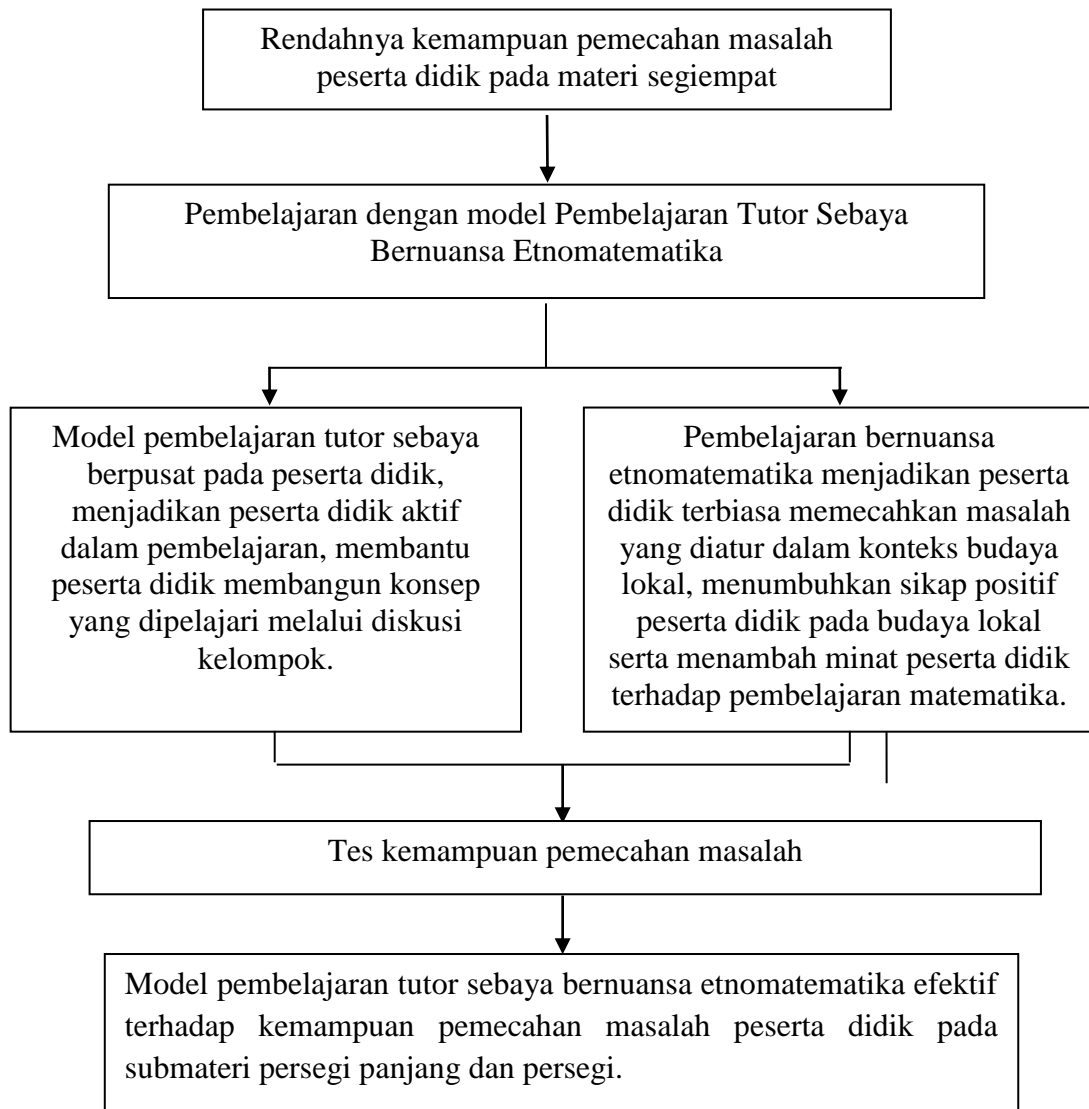 Rendahnya kemampuan pemecahan masalah
peserta didik pada materi segiempat
Pembelajaran dengan model Pembelajaran Tutor Sebaya
Bernuansa Etnomatematika
Model pembelajaran tutor sebaya
berpusat pada peserta didik,
menjadikan peserta didik aktif
dalam pembelajaran, membantu
peserta didik membangun konsep
yang dipelajari melalui diskusi
kelompok.
Pembelajaran bernuansa
etnomatematika menjadikan peserta
didik terbiasa memecahkan masalah
yang diatur dalam konteks budaya
lokal, menumbuhkan sikap positif
peserta didik pada budaya lokal
serta menambah minat peserta didik
terhadap pembelajaran matematika.
Tes kemampuan pemecahan masalah
Model pembelajaran tutor sebaya bernuansa etnomatematika efektif
terhadap kemampuan pemecahan masalah peserta didik pada
submateri persegi panjang dan persegi.